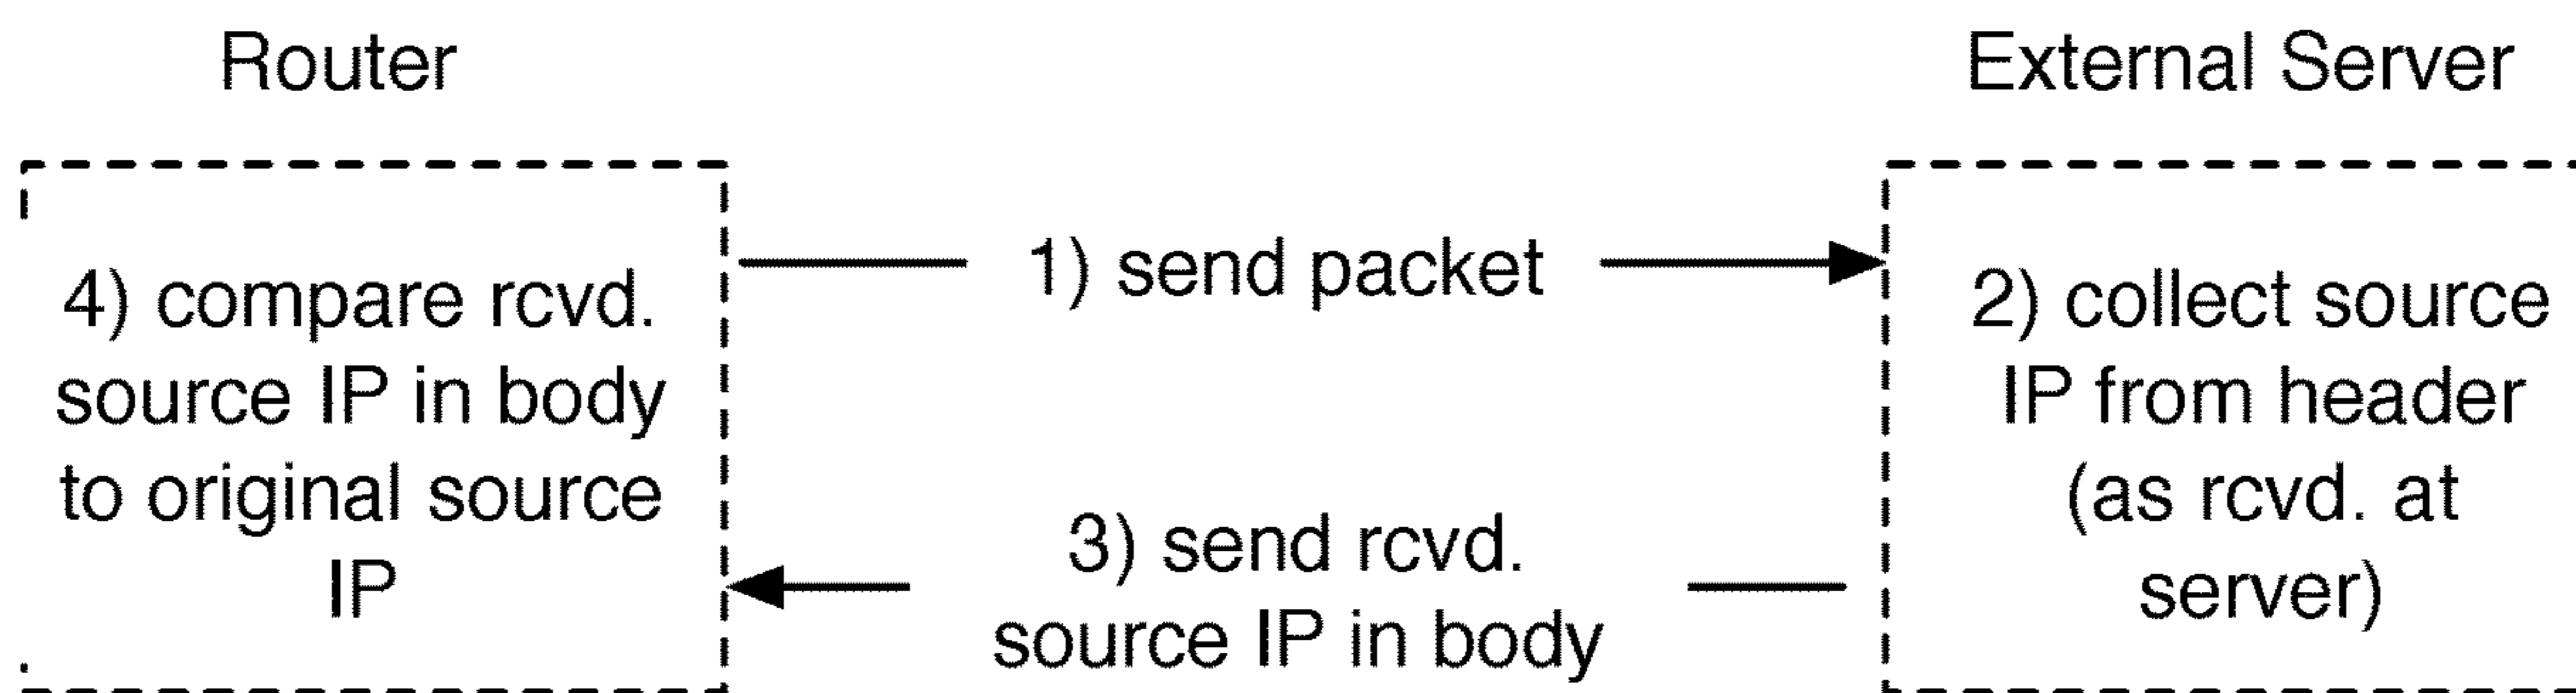 Router
External Server
1) send packet
4) compare rcvd.
source IP in body
to original source
IP
2) collect source
IP from header
(as rcvd. at
server)
3) send rcvd.
source IP in body